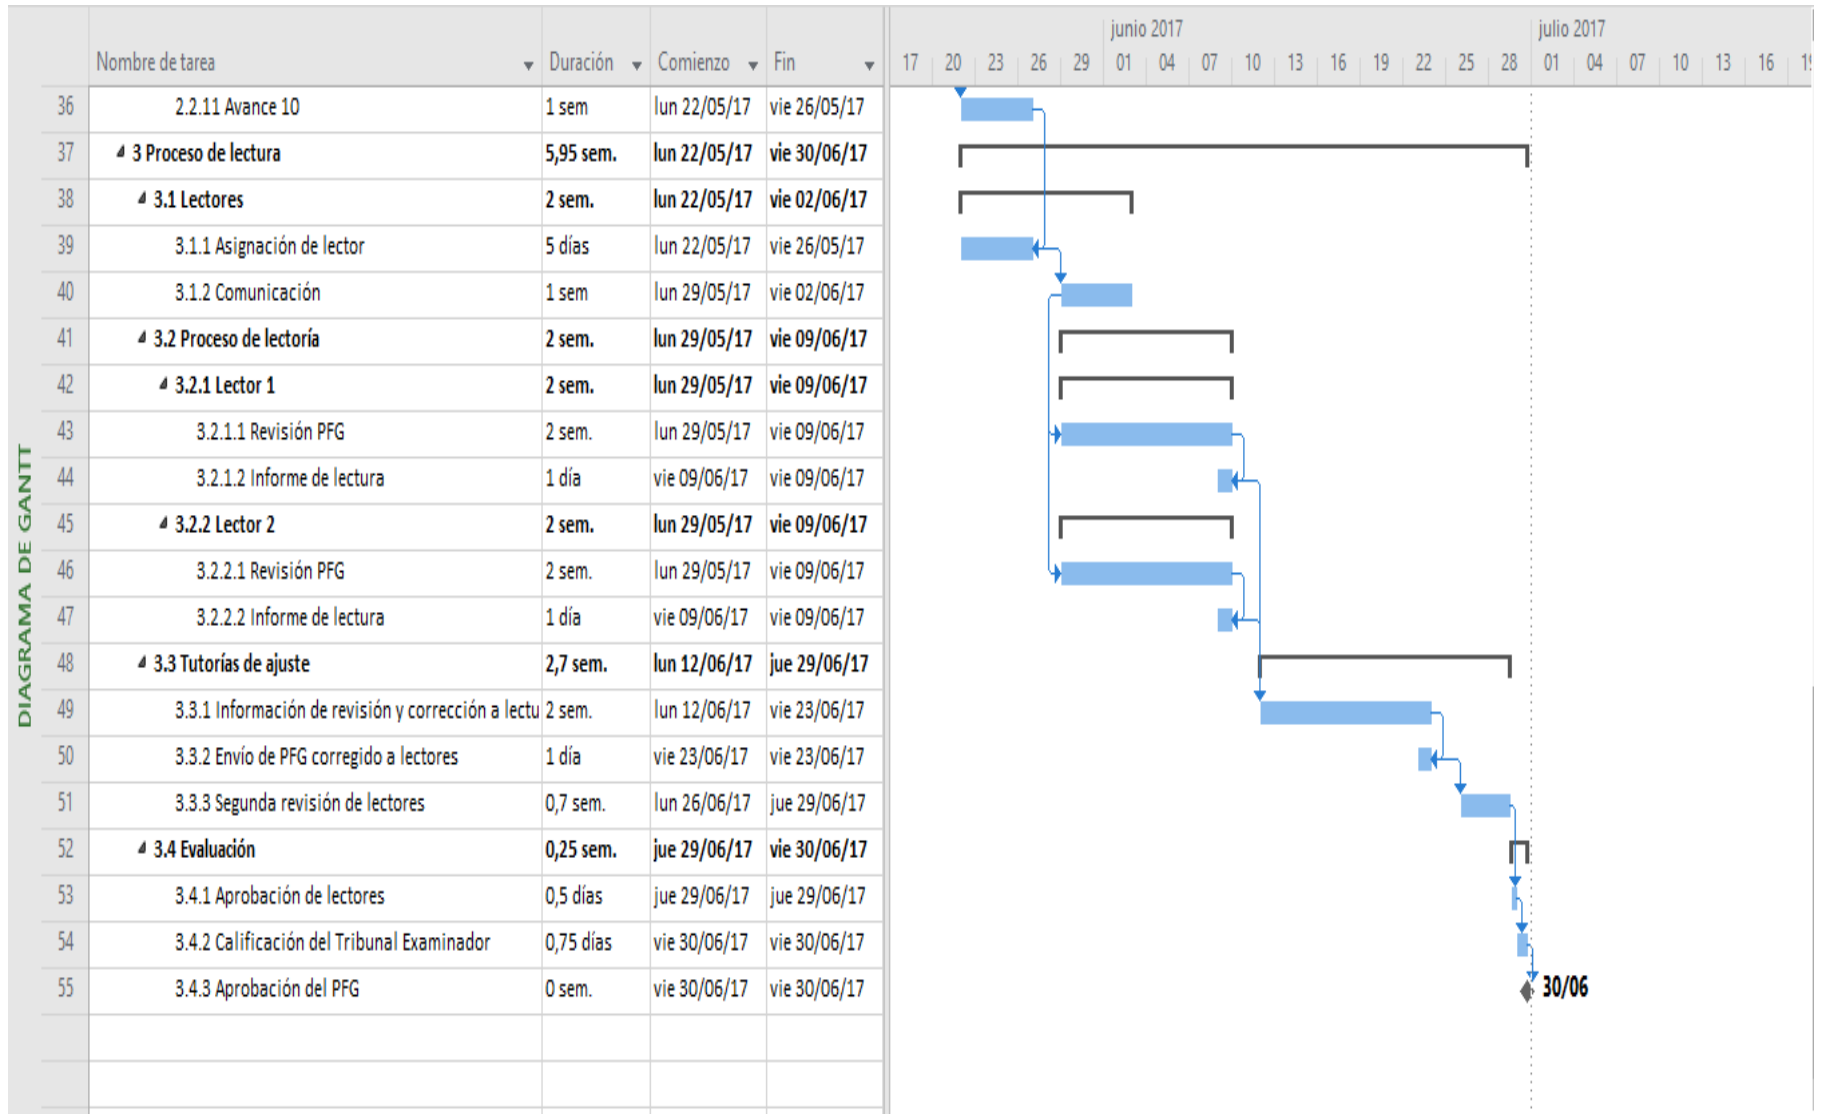 DIAGRAMA DE GANTT
junio 2017 julio 2017
Nombre de tarea Duración Comienzo Fin 17 20 23 26 29 01 04 07 10 13 16 19 22 25 28 01 04 07 10 13 16
36 2.2.11 Avance 10 1 sem lun 22/05/17 vie 26/05/17
37 3 Proceso de lectura 5,95 sem. lun 22/05/17 vie 30/06/17
38 3.1 Lectores 2 sem. lun 22/05/17 vie 02/06/17
39 3.1.1 Asignación de lector 5 días lun 22/05/17 vie 26/05/17
40 3.1.2 Comunicación 1 sem lun 29/05/17 vie 02/06/17
41 3.2 Proceso de lectoría 2 sem. lun 29/05/17 vie 09/06/17
42 3.2.1 Lector 1 2 sem. lun 29/05/17 vie 09/06/17
43 3.2.1.1 Revisión PFG 2 sem. lun 29/05/17 vie 09/06/17
44 3.2.1.2 Informe de lectura 1 día vie 09/06/17 vie 09/06/17
45 3.2.2 Lector 2 2 sem. lun 29/05/17 vie 09/06/17
46 3.2.2.1 Revisión PFG 2 sem. lun 29/05/17 vie 09/06/17
47 3.2.2.2 Informe de lectura 1 día vie 09/06/17 vie 09/06/17
48 3.3 Tutorías de ajuste 2,7 sem. lun 12/06/17 jue 29/06/17
49 3.3.1 Información de revisión y corrección a lectu 2 sem. lun 12/06/17 vie 23/06/17
50 3.3.2 Envío de PFG corregido a lectores 1 día vie 23/06/17 vie 23/06/17
51 3.3.3 Segunda revisión de lectores 0,7 sem. lun 26/06/17 jue 29/06/17
52 3.4 Evaluación 0,25 sem. jue 29/06/17 vie 30/06/17
53 3.4.1 Aprobación de lectores 0,5 días jue 29/06/17 jue 29/06/17
54 3.4.2 Calificación del Tribunal Examinador 0,75 días vie 30/06/17 vie 30/06/17
55 3.4.3 Aprobación del PFG 0 sem. vie 30/06/17 vie 30/06/17 30/06